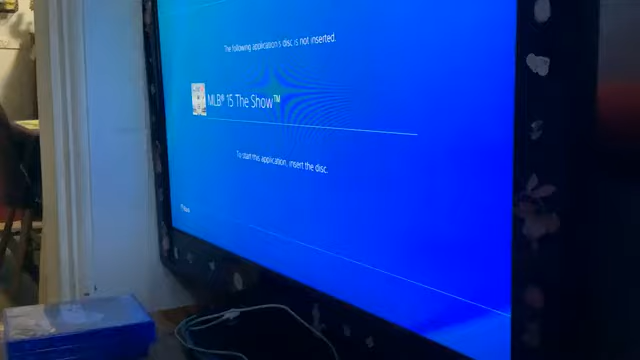 The following application's disc is not inserted.
MLB® 15 The Show™
To start this application, insert the disc.